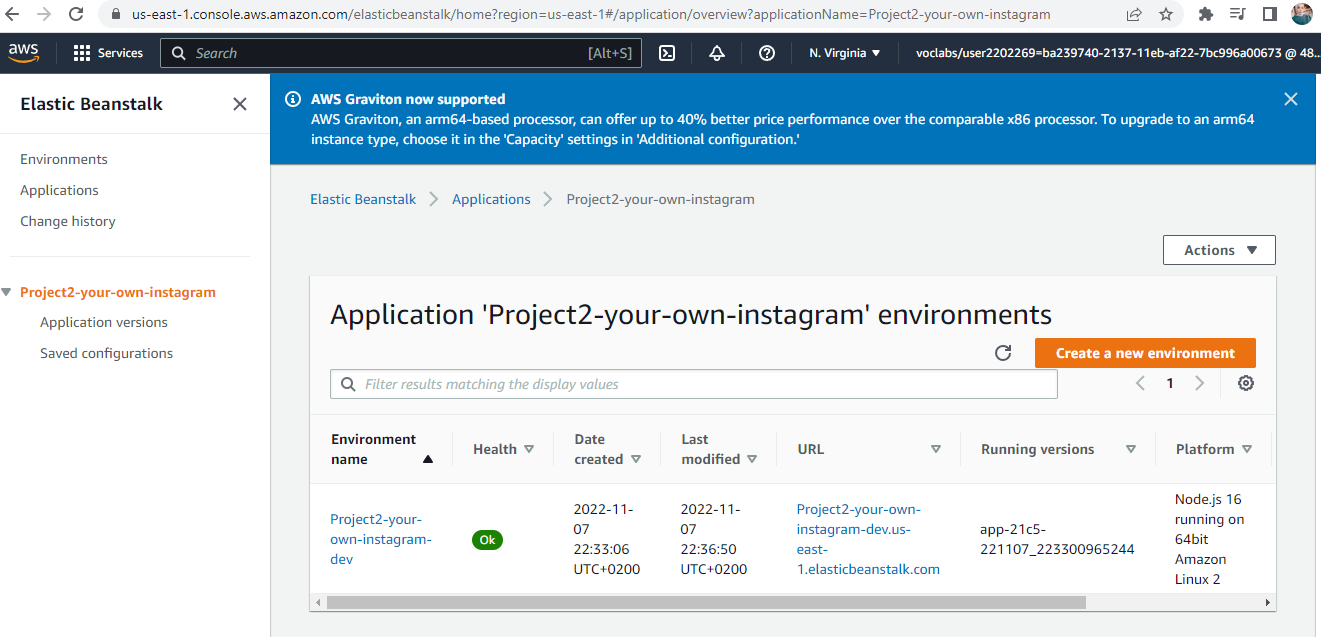 us-east-1.console.aws.amazon.com/elasticbeanstalk/home?region=us-east-1#/application/overview?applicationName=Project2-your-own-instagram
aws
Services
Search
[Alt+S]
N. Virginia
voclabs/user2202269=ba239740-2137-11eb-af22-7bc996a00673 @ 48...
Elastic Beanstalk
Environments
Applications
Change history
Project2-your-own-instagram
Application versions
Saved configurations
AWS Graviton now supported
AWS Graviton, an arm64-based processor, can offer up to 40% better price performance over the comparable x86 processor. To upgrade to an arm64
instance type, choose it in the 'Capacity' settings in 'Additional configuration.'
Elastic Beanstalk
Applications
Project2-your-own-instagram
Actions
Application 'Project2-your-own-instagram' environments
Create a new environment
Filter results matching the display values
1
Environment
name
Health
Date
created
Last
modified
URL
Running versions
Platform
Project2-your-
own-instagram-
dev
Ok
2022-11-
07
22:33:06
UTC+0200
2022-11-
07
22:36:50
UTC+0200
Project2-your-own-
instagram-dev.us-
east-
1.elasticbeanstalk.com
app-21c5-
221107_223300965244
Node.js 16
running on
64bit
Amazon
Linux 2